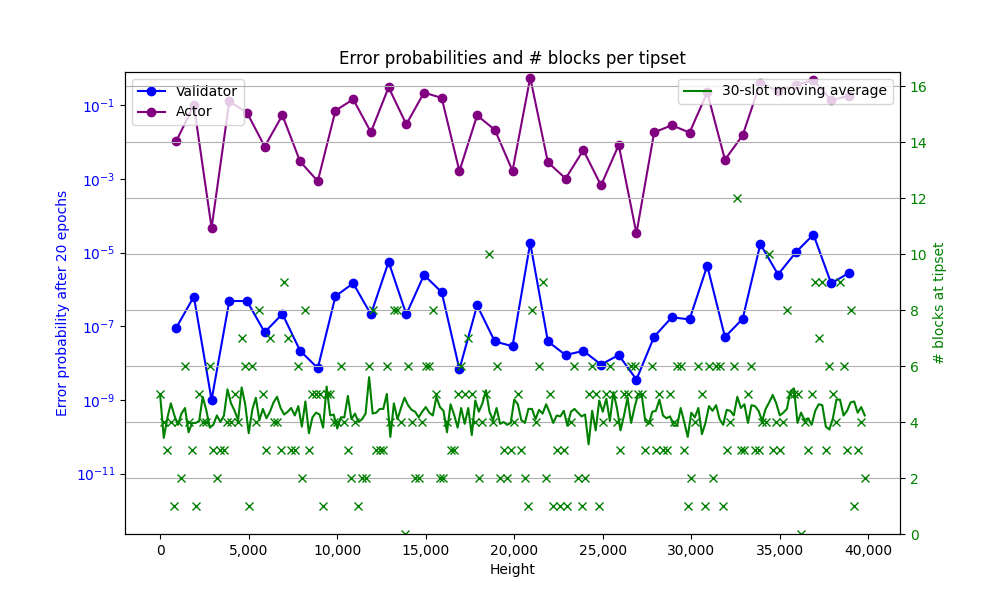 Error probabilities and # blocks per tipset
Validator
Actor
30-slot moving average
Error probability after 20 epochs
10⁻¹
10⁻³
10⁻⁵
10⁻⁷
10⁻⁹
10⁻¹¹
# blocks at tipset
16
14
12
10
8
6
4
2
0
0 5,000 10,000 15,000 20,000 25,000 30,000 35,000 40,000
Height